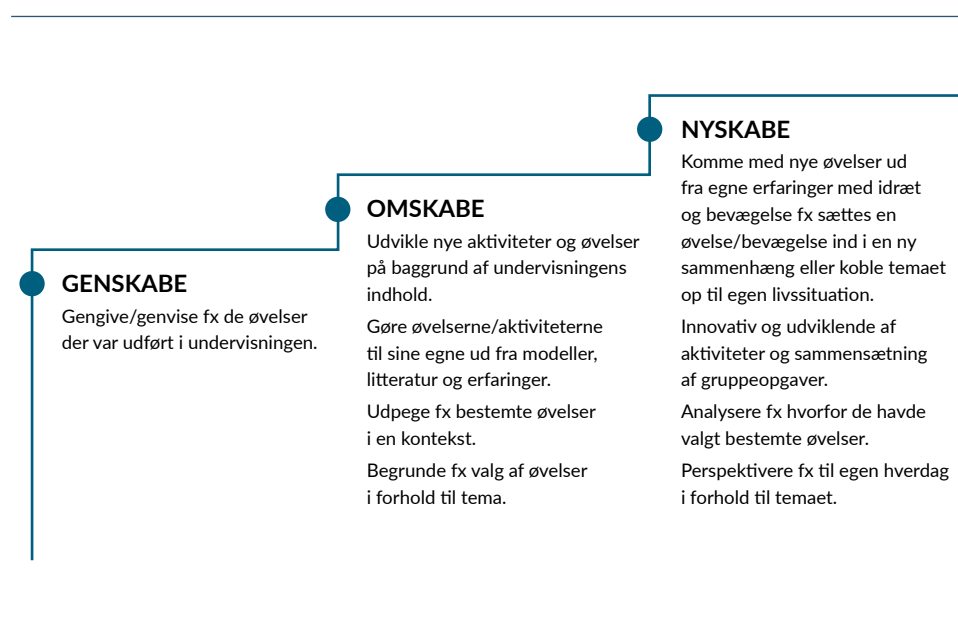 GENSKABE
Gengive/genvise fx de øvelser
der var udført i undervisningen.
OMSKABE
Udvikle nye aktiviteter og øvelser
på baggrund af undervisningens
indhold.
Gøre øvelserne/aktiviteterne
til sine egne ud fra modeller,
litteratur og erfaringer.
Udpege fx bestemte øvelser
i en kontekst.
Begrunde fx valg af øvelser
i forhold til tema.
NYSKABE
Komme med nye øvelser ud
fra egne erfaringer med idræt
og bevægelse fx sættes en
øvelse/bevægelse ind i en ny
sammenhæng eller koble temaet
op til egen livssituation.
Innovativ og udviklende af
aktiviteter og sammensætning
af gruppeopgaver.
Analysere fx hvorfor de havde
valgt bestemte øvelser.
Perspektivere fx til egen hverdag
i forhold til temaet.